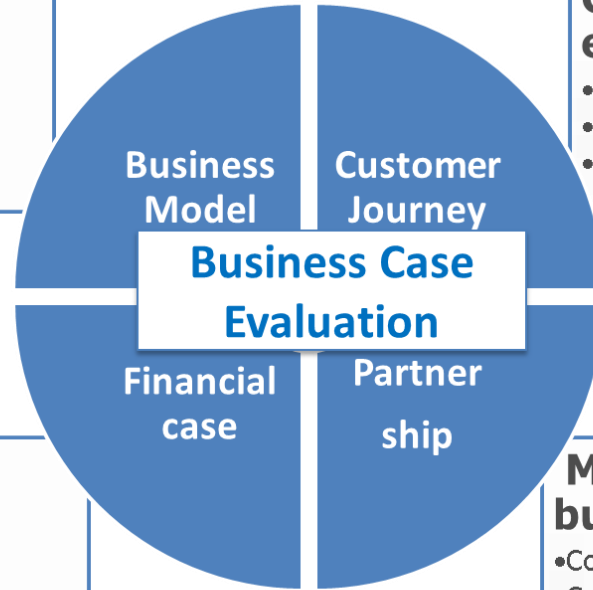 Business
Model
Customer
Journey
Business Case
Evaluation
Financial
case
Partner
ship